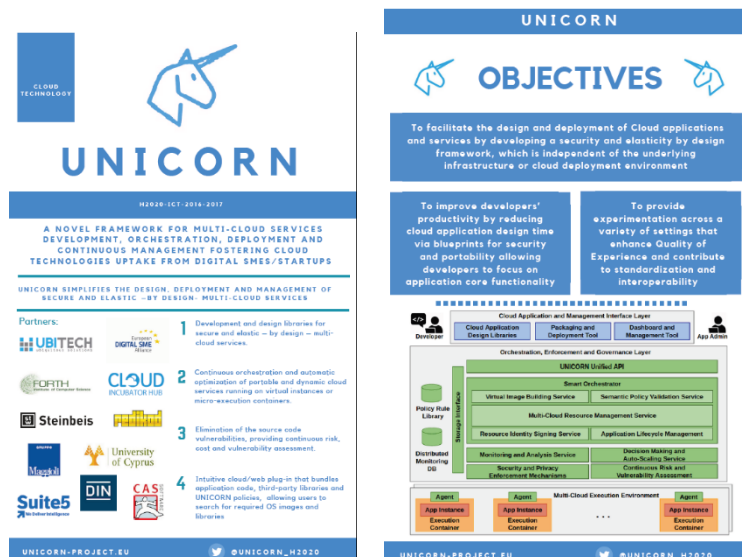 CLOUD
TECHNOLOGY
UNICORN
H2020-ICT-2016-2017
A NOVEL FRAMEWORK FOR MULTI-CLOUD SERVICES
DEVELOPMENT, ORCHESTRATION, DEPLOYMENT AND
CONTINUOUS MANAGEMENT FOSTERING CLOUD
TECHNOLOGIES UPTAKE FROM DIGITAL SMES/STARTUPS
UNICORN SIMPLIFIES THE DESIGN, DEPLOYMENT AND MANAGEMENT OF
SECURE AND ELASTIC –BY DESIGN- MULTI-CLOUD SERVICES
Partners:
UBITECH
ubiquitous solutions
European
DIGITAL SME
Alliance
FORTH
Institute of Computer Science
CLOUD
INCUBATOR HUB
Steinbeis
redikod
Maggioli
University
of Cyprus
Suite5
We Deliver Intelligence
DIN
CAS
SOFTWARE
1 Development and design libraries for
secure and elastic – by design – multi-
cloud services.
2 Continuous orchestration and automatic
optimization of portable and dynamic cloud
services running on virtual instances or
micro-execution containers.
3 Elimination of the source code
vulnerabilities, providing continuous risk,
cost and vulnerability assessment.
4 Intuitive cloud/web plug-in that bundles
application code, third-party libraries and
UNICORN policies, allowing users to
search for required OS images and
libraries
UNICORN-PROJECT.EU
@UNICORN_H2020
UNICORN
OBJECTIVES
To facilitate the design and deployment of Cloud applications
and services by developing a security and elasticity by design
framework, which is independent of the underlying
infrastructure or cloud deployment environment
To improve developers'
productivity by reducing
cloud application design time
via blueprints for security
and portability allowing
developers to focus on
application core functionality
To provide
experimentation across a
variety of settings that
enhance Quality of
Experience and contribute
to standardization and
interoperability
Cloud Application and Management Interface Layer
</>
Developer
Cloud Application
Design Libraries
Packaging and
Deployment Tool
Dashboard and
Management Tool
App Admin
Orchestration, Enforcement and Governance Layer
UNICORN Unified API
Smart Orchestrator
Virtual Image Building Service
Semantic Policy Validation Service
Multi-Cloud Resource Management Service
Resource Identity Signing Service
Application Lifecycle Management
Policy Rule
Library
Storage Interface
Distributed
Monitoring
DB
Monitoring and Analysis Service
Decision Making and
Auto-Scaling Service
Security and Privacy
Enforcement Mechanisms
Continuous Risk and
Vulnerability Assessment
Multi-Cloud Execution Environment
Agent
App Instance
Execution
Container
Agent
App Instance
Execution
Container
...
Agent
App Instance
Execution
Container
UNICORN-PROJECT.EU
@UNICORN_H2020